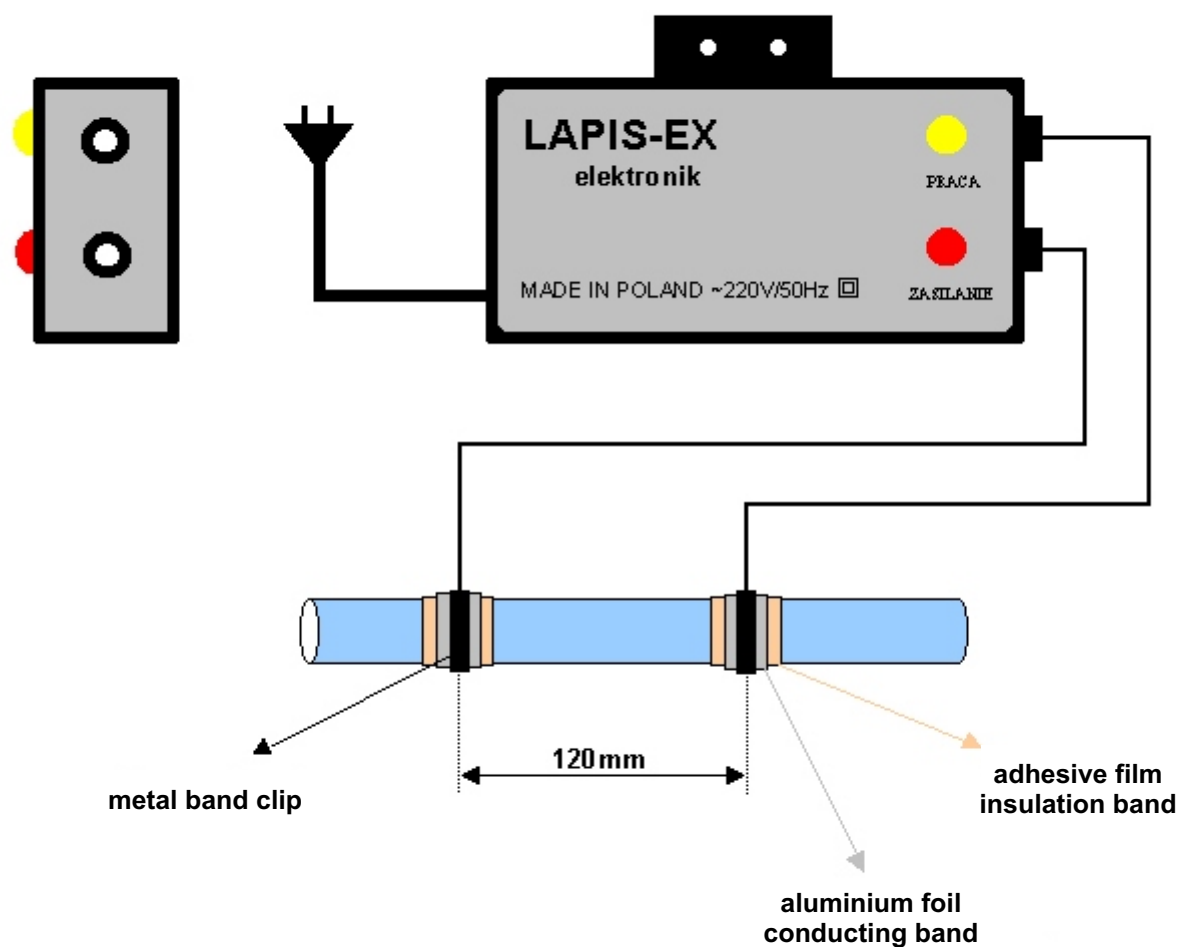 LAPIS-EX
elektronik
PRACA
MADE IN POLAND ~220V/50Hz
ZASILANIE
120mm
metal band clip
adhesive film
insulation band
aluminium foil
conducting band